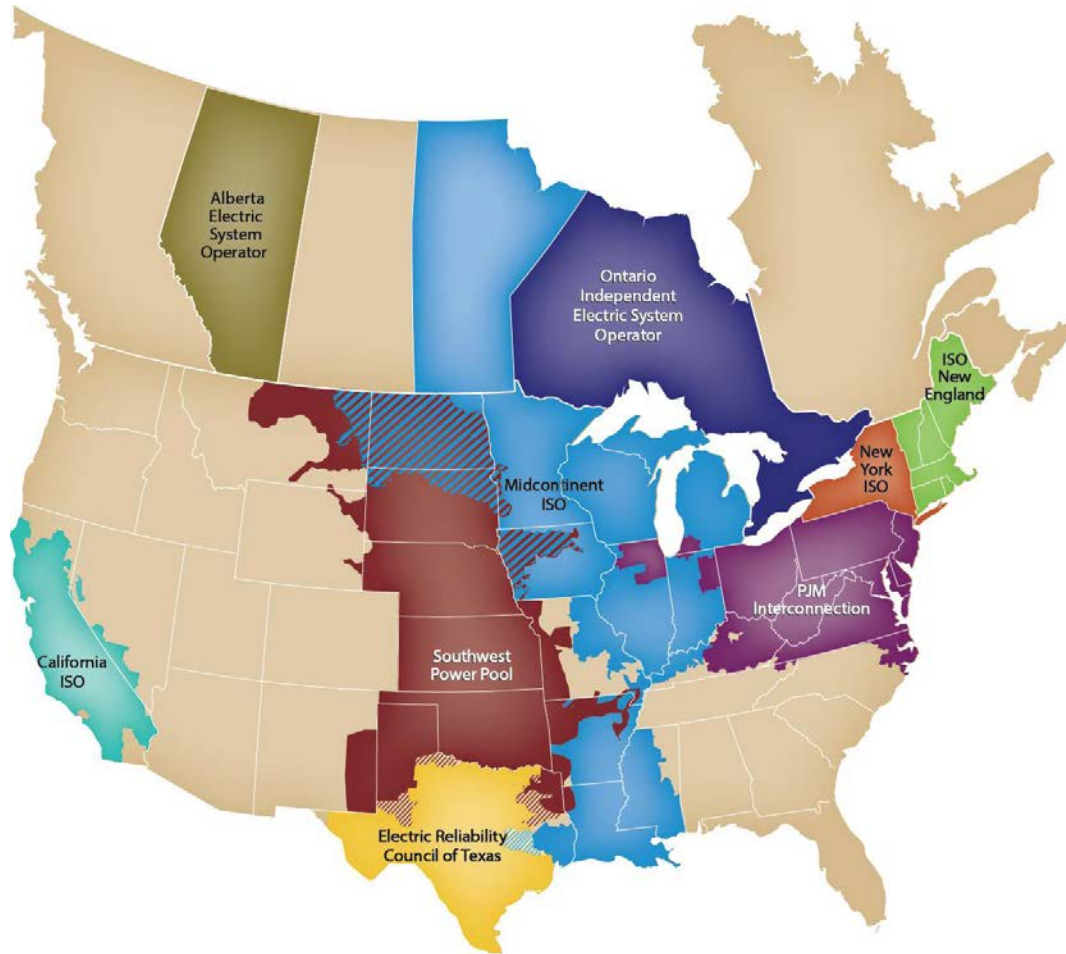 Alberta
Electric
System
Operator
Ontario
Independent
Electric System
Operator
ISO
New
England
New
York
ISO
Midcontinent
ISO
PJM
Interconnection
California
ISO
Southwest
Power Pool
Electric Reliability
Council of Texas